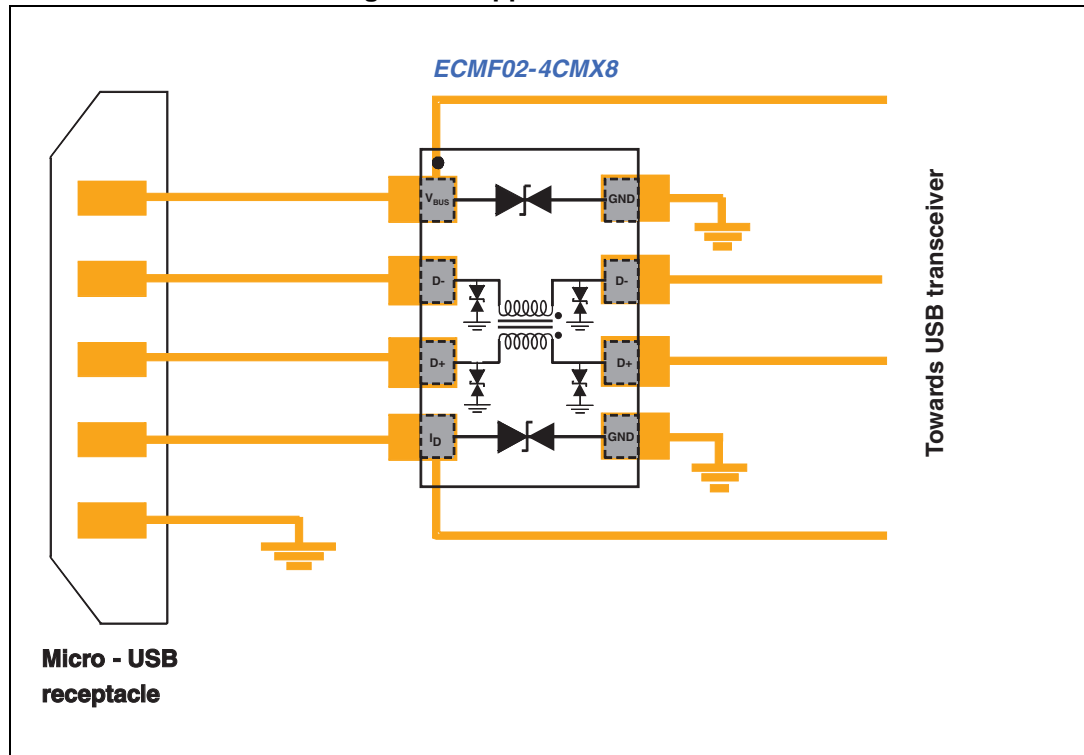 ECMF02-4CMX8
VBUS
GND
D-
D-
D+
D+
ID
GND
Towards USB transceiver
Micro - USB
receptacle